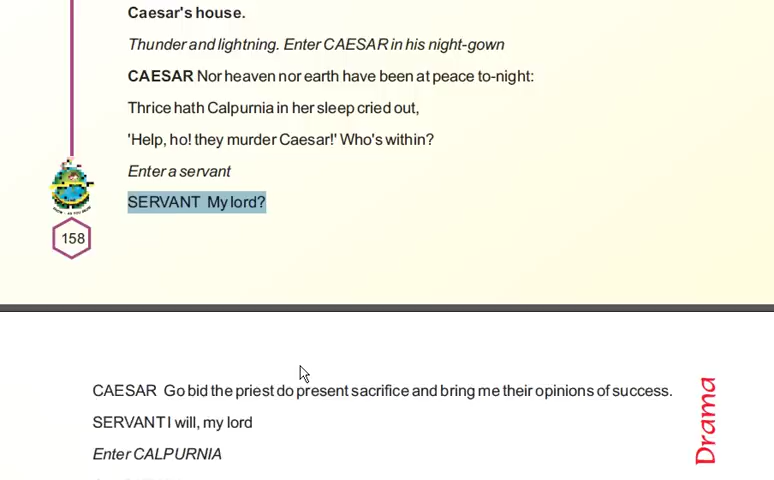 Caesar's house.
Thunder and lightning. Enter CAESAR in his night-gown
CAESAR Nor heaven nor earth have been at peace to-night:
Thrice hath Calpurnia in her sleep cried out,
'Help, ho! they murder Caesar!' Who's within?
Enter a servant
SERVANT My lord?
158
CAESAR Go bid the priest do present sacrifice and bring me their opinions of success.
SERVANT I will, my lord
Enter CALPURNIA
Drama